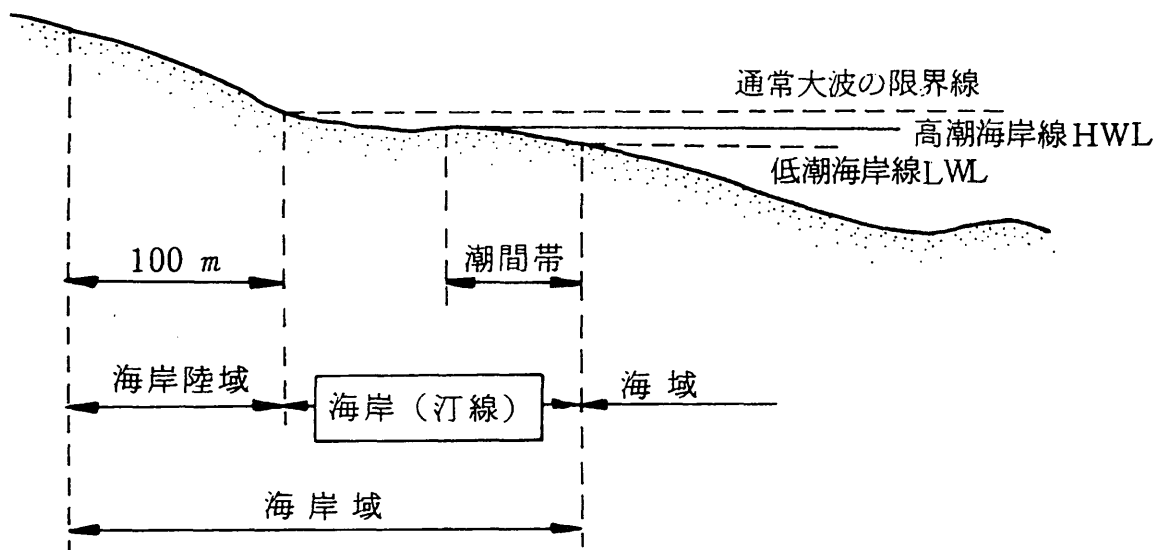 通常大波の限界線
高潮海岸線HWL
低潮海岸線LWL
100 m
潮間帯
海岸陸域
海岸（汀線）
海 域
海 岸 域